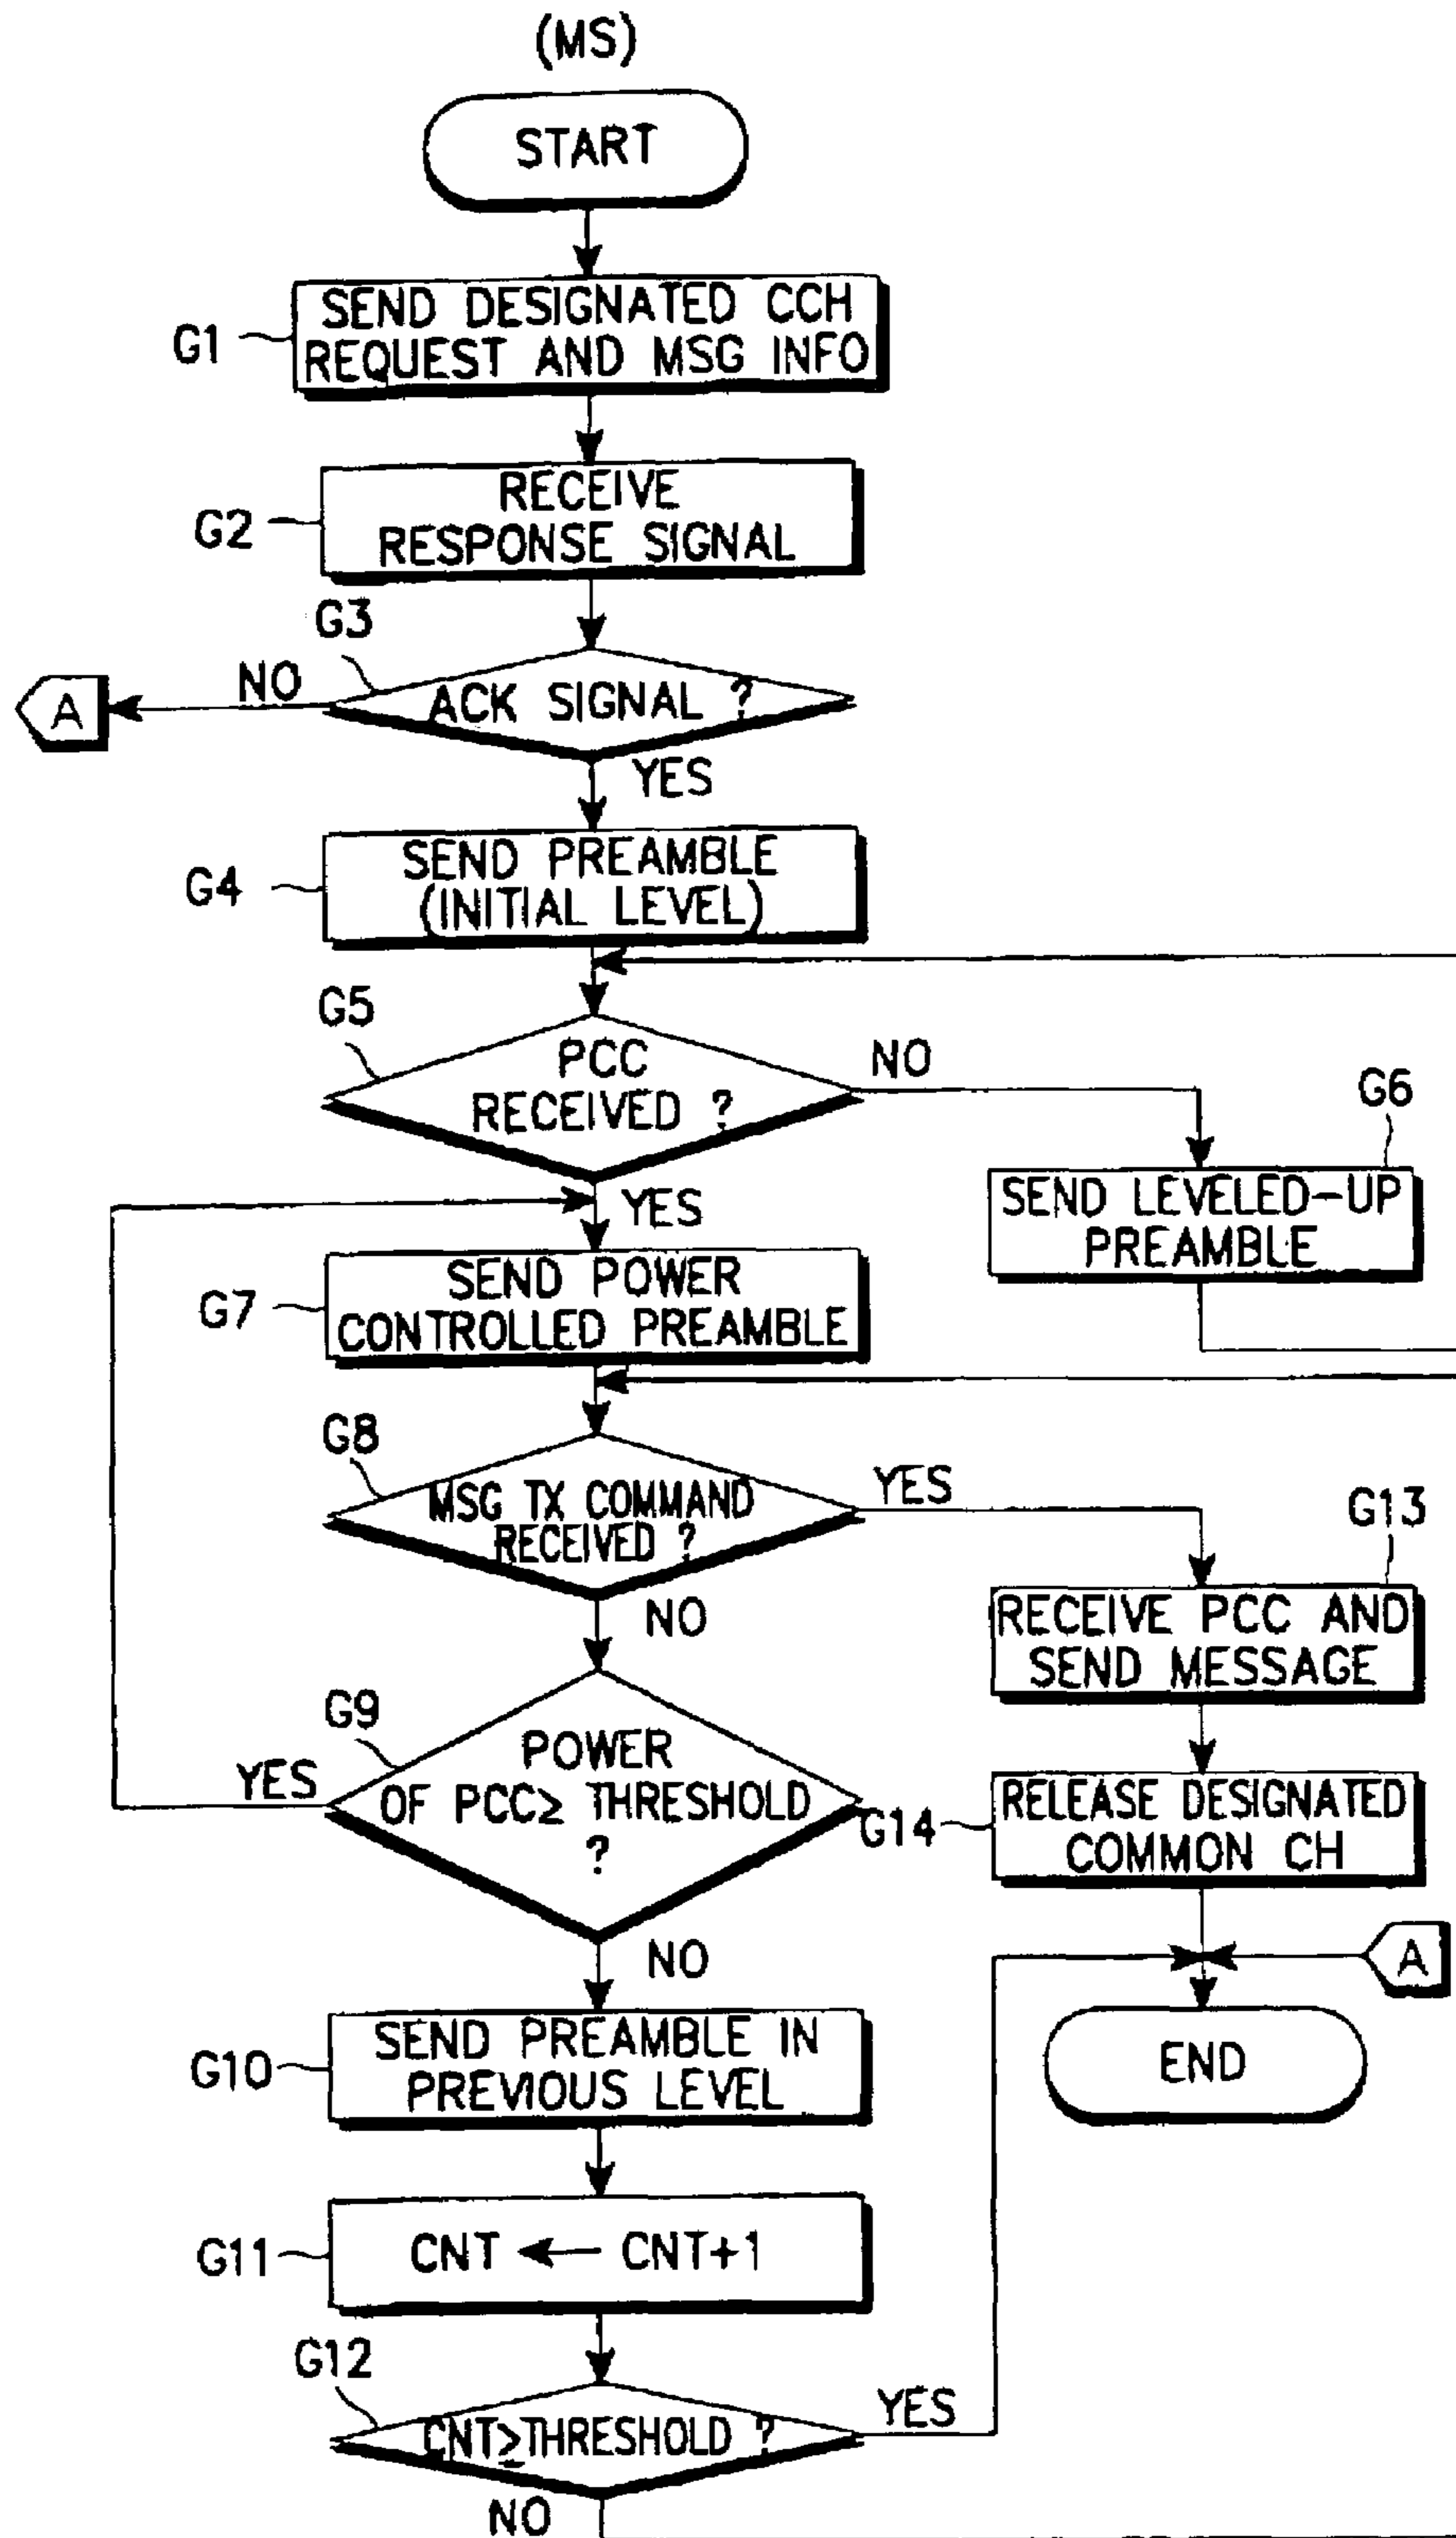 (MS)
START
G1
SEND DESIGNATED CCH
REQUEST AND MSG INFO
G2
RECEIVE
RESPONSE SIGNAL
G3
ACK SIGNAL ?
NO
A
YES
G4
SEND PREAMBLE
(INITIAL LEVEL)
G5
PCC
RECEIVED ?
NO
G6
SEND LEVELED-UP
PREAMBLE
YES
G7
SEND POWER
CONTROLLED PREAMBLE
G8
MSG TX COMMAND
RECEIVED ?
YES
G13
RECEIVE PCC AND
SEND MESSAGE
NO
G9
POWER
OF PCC≥ THRESHOLD
?
YES
G14
RELEASE DESIGNATED
COMMON CH
NO
A
END
G10
SEND PREAMBLE IN
PREVIOUS LEVEL
G11
CNT ← CNT+1
G12
CNT≥THRESHOLD ?
YES
NO